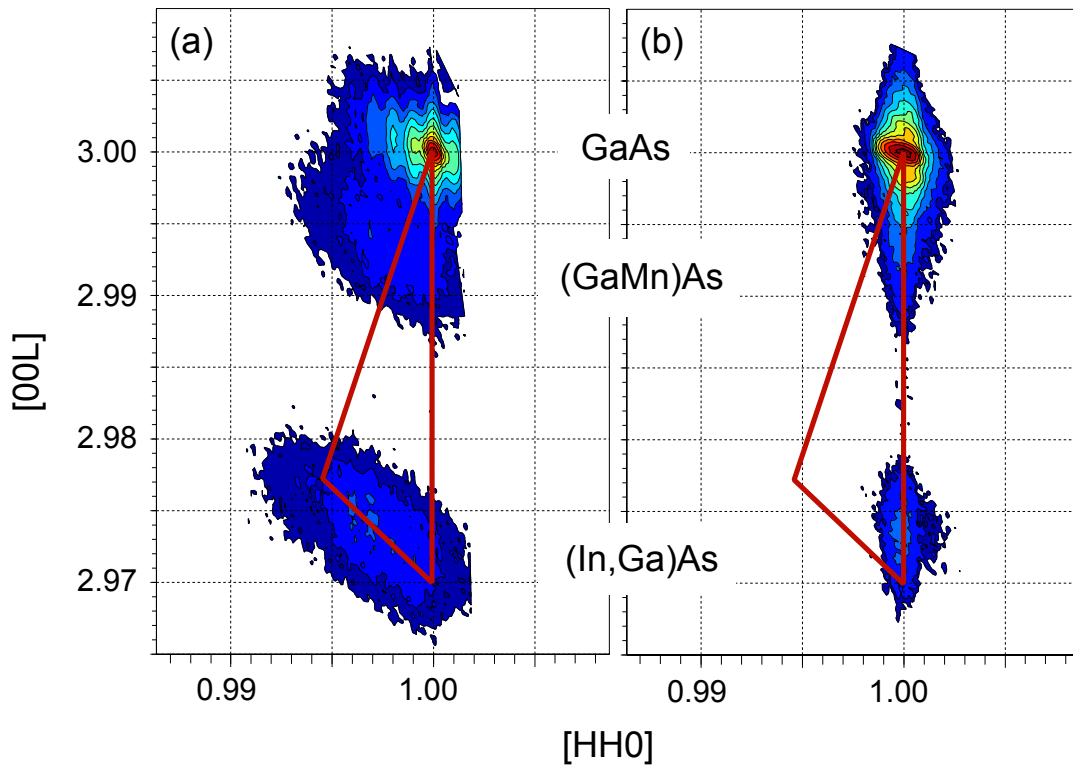 (a)
(b)
GaAs
(GaMn)As
(In,Ga)As
[00L]
3.00
2.99
2.98
2.97
0.99
1.00
0.99
1.00
[HH0]